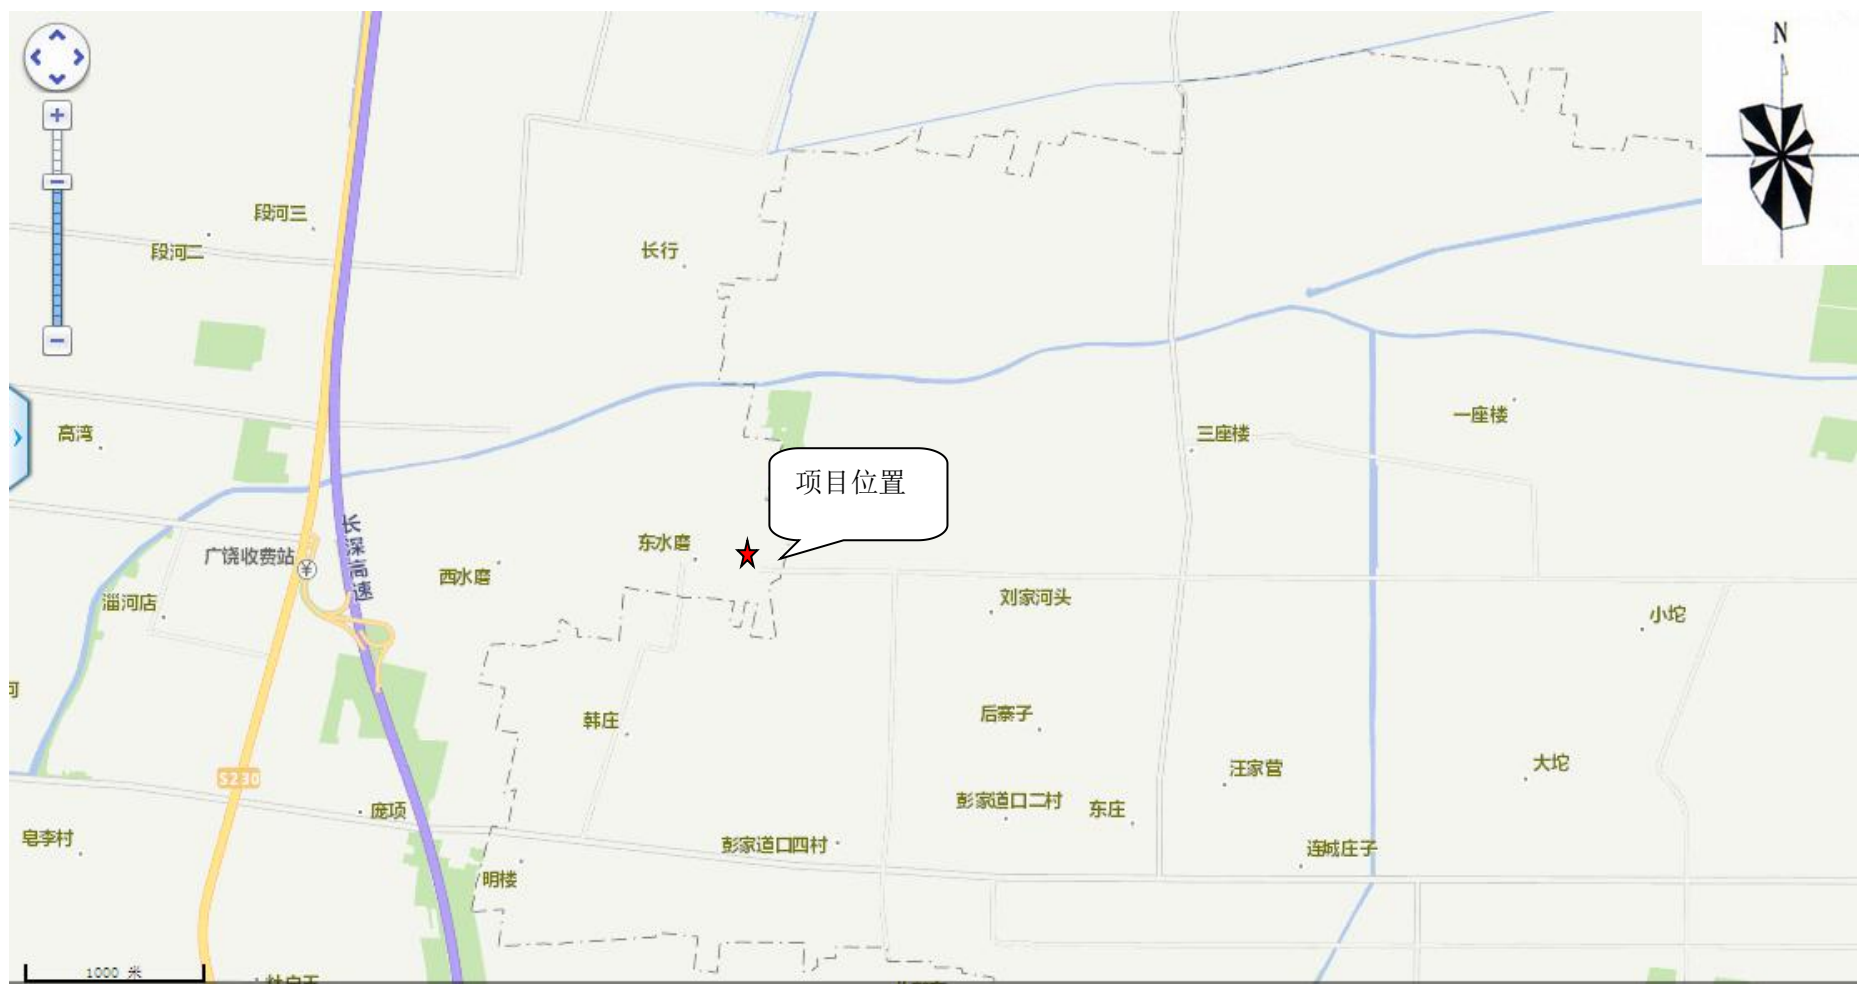 N
段河三
段河二
长行
高湾
一座楼
三座楼
项目位置
长深高速
东水磨
广饶收费站
西水磨
淄河店
刘家河头
小坨
河
韩庄
后寨子
大坨
汪家营
S230
彭家道口二村
东庄
庞项
皂李村
彭家道口四村
连城庄子
明楼
1000 米